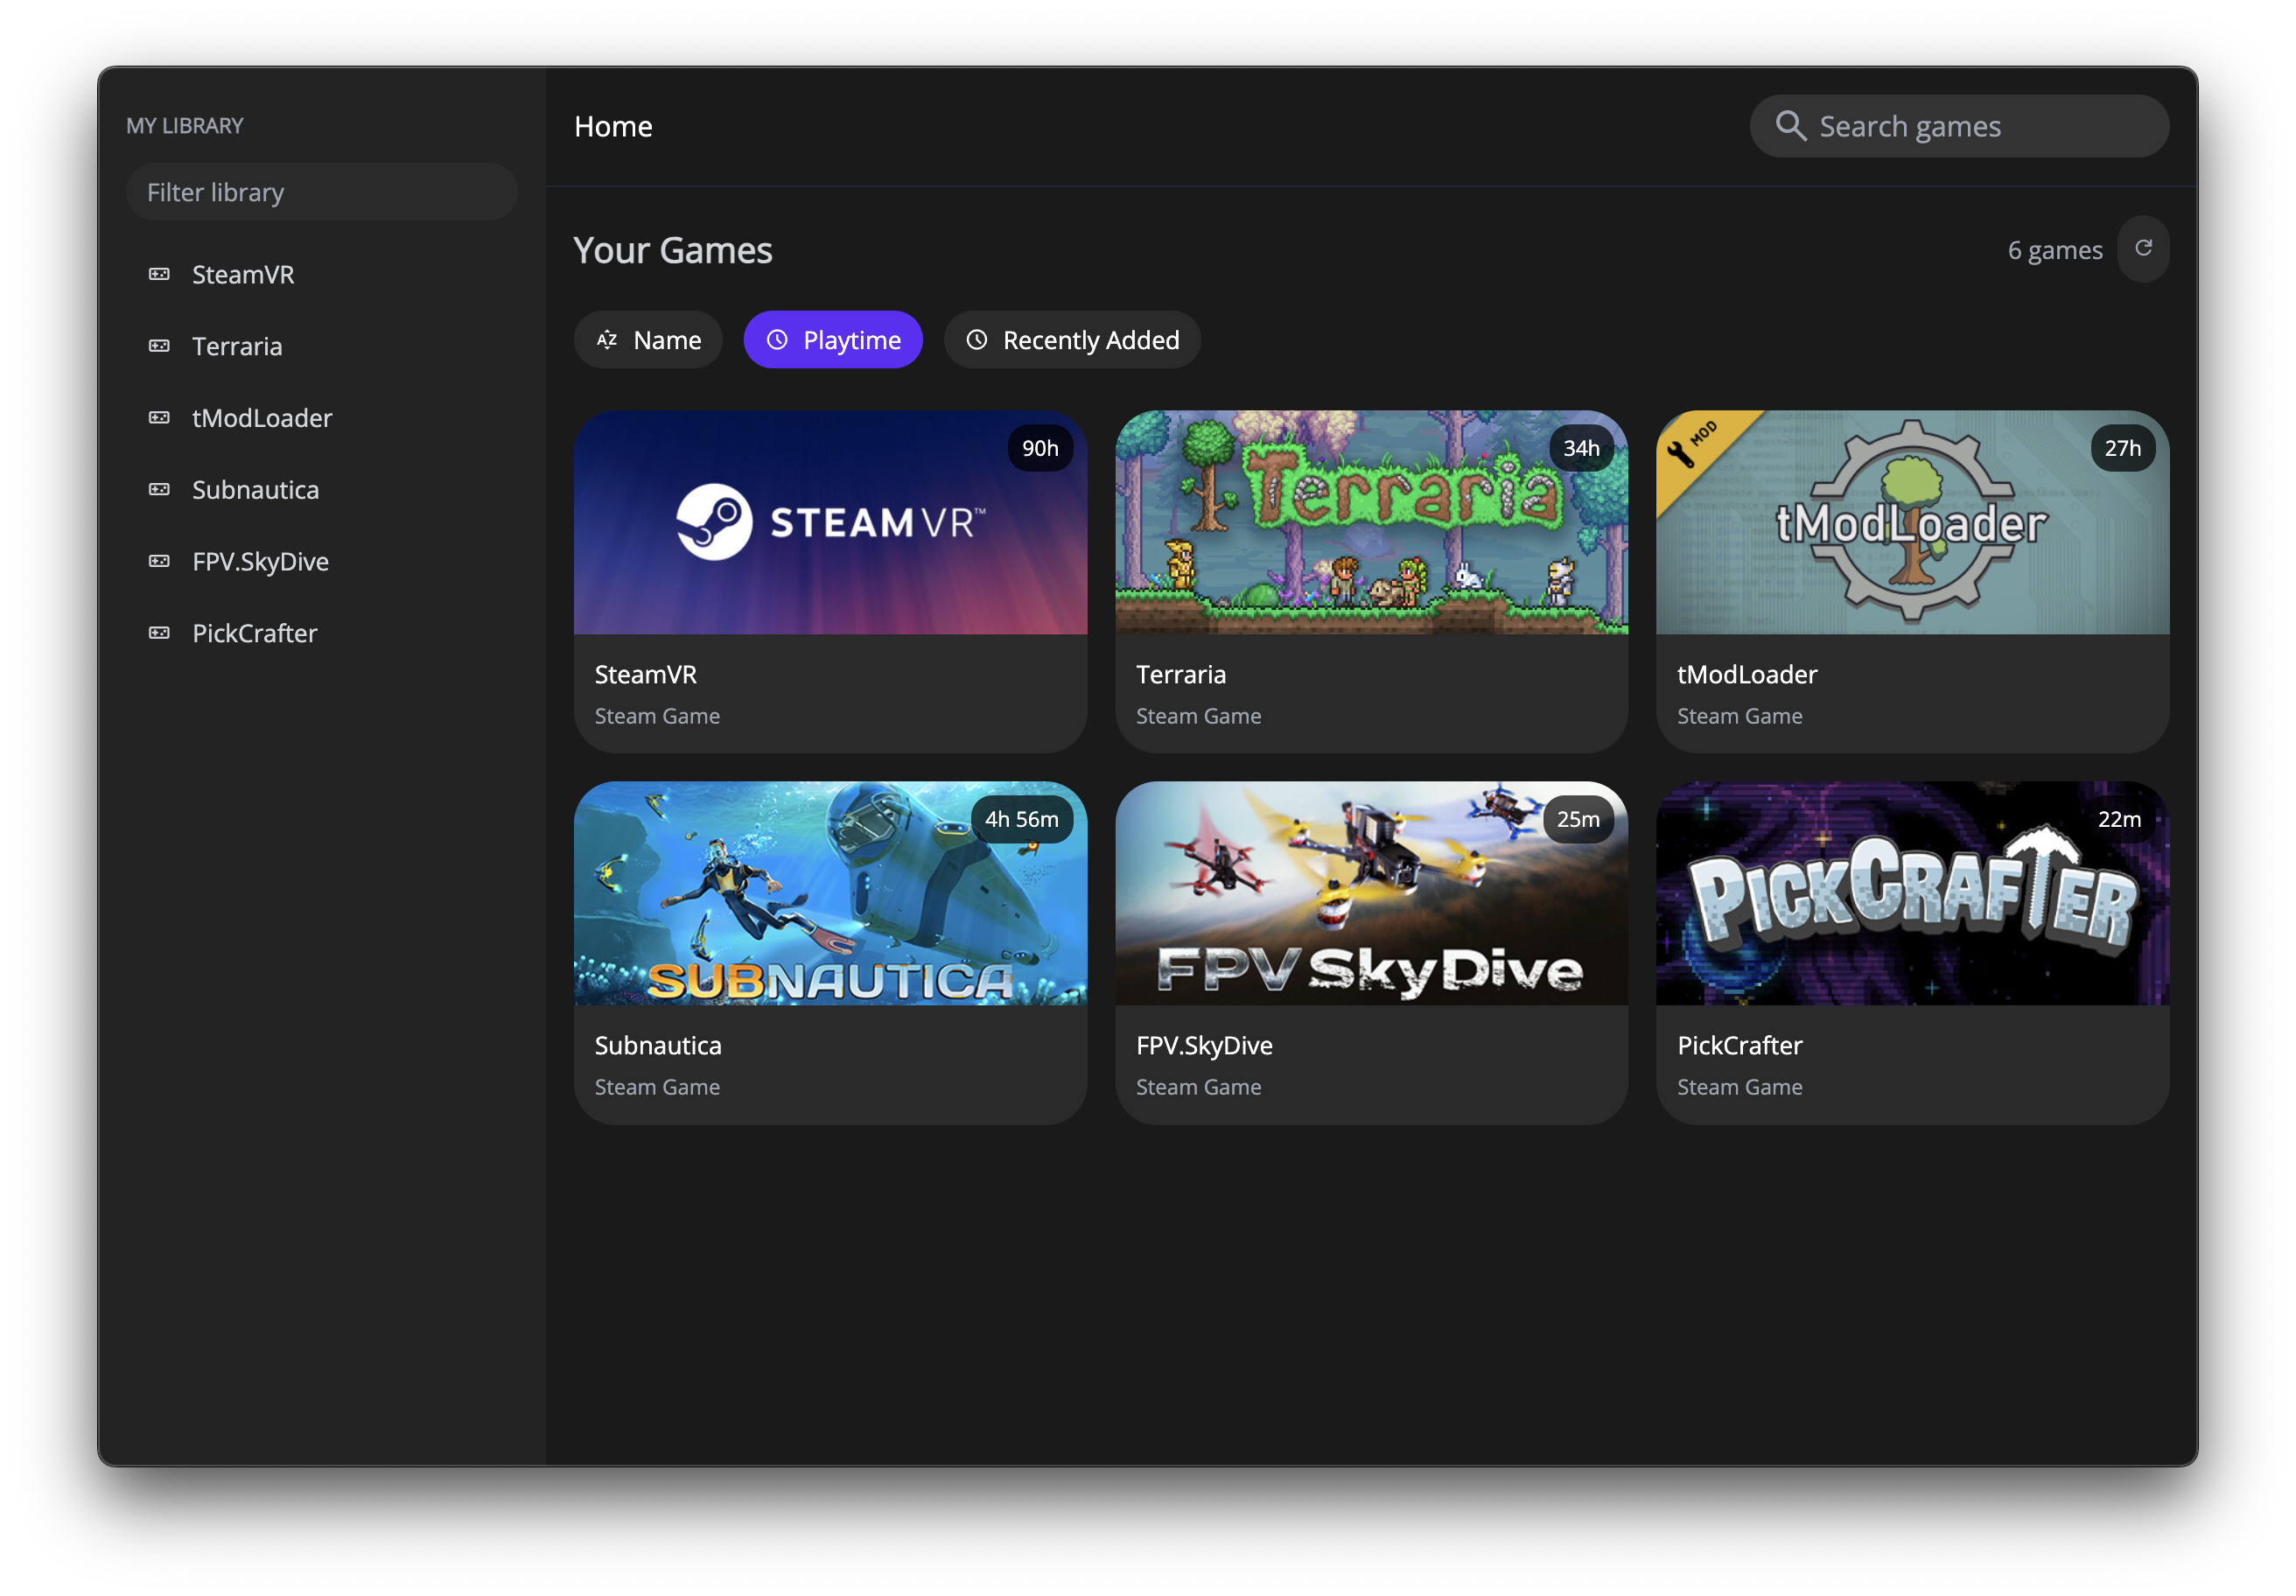 MY LIBRARY
Filter library
SteamVR
Terraria
tModLoader
Subnautica
FPV.SkyDive
PickCrafter
Home
Search games
Your Games
6 games
AZ Name
Playtime
Recently Added
90h
STEAMVR™
SteamVR
Steam Game
34h
Terraria
Terraria
Steam Game
MOD
27h
tModLoader
tModLoader
Steam Game
4h 56m
SUBNAUTICA
Subnautica
Steam Game
25m
FPV SkyDive
FPV.SkyDive
Steam Game
22m
PICKCRAFTER
PickCrafter
Steam Game